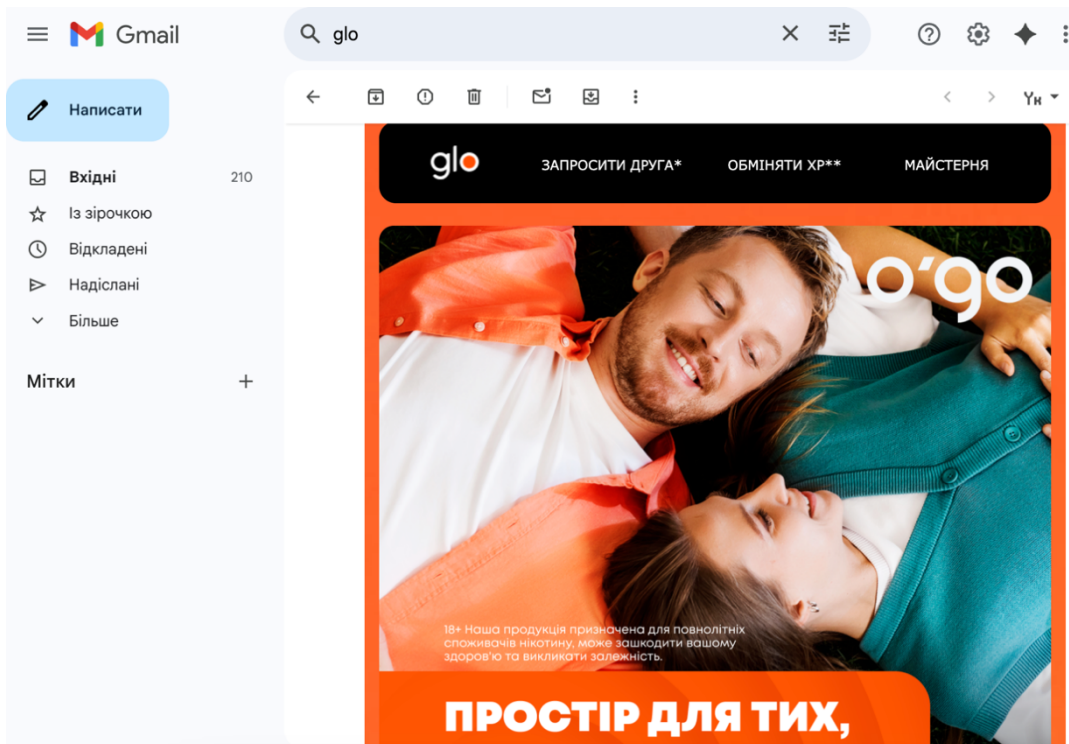 Gmail
glo
Написати
Вхідні 210
Із зірочкою
Відкладені
Надіслані
Більше
Мітки
Ук
glo ЗАПРОСИТИ ДРУГА* ОБМІНЯТИ XP** МАЙСТЕРНЯ
o'go
18+ Наша продукція призначена для повнолітніх
споживачів нікотину, може зашкодити вашому
здоров'ю та викликати залежність.
ПРОСТІР ДЛЯ ТИХ,